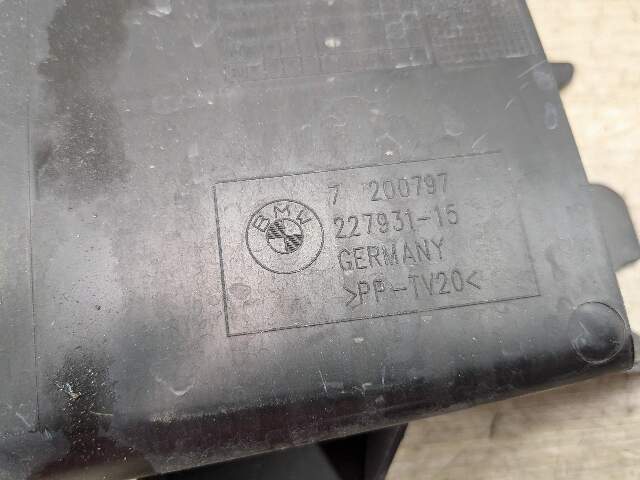 BMW
7 200797
227931-15
GERMANY
>PP-TV20<